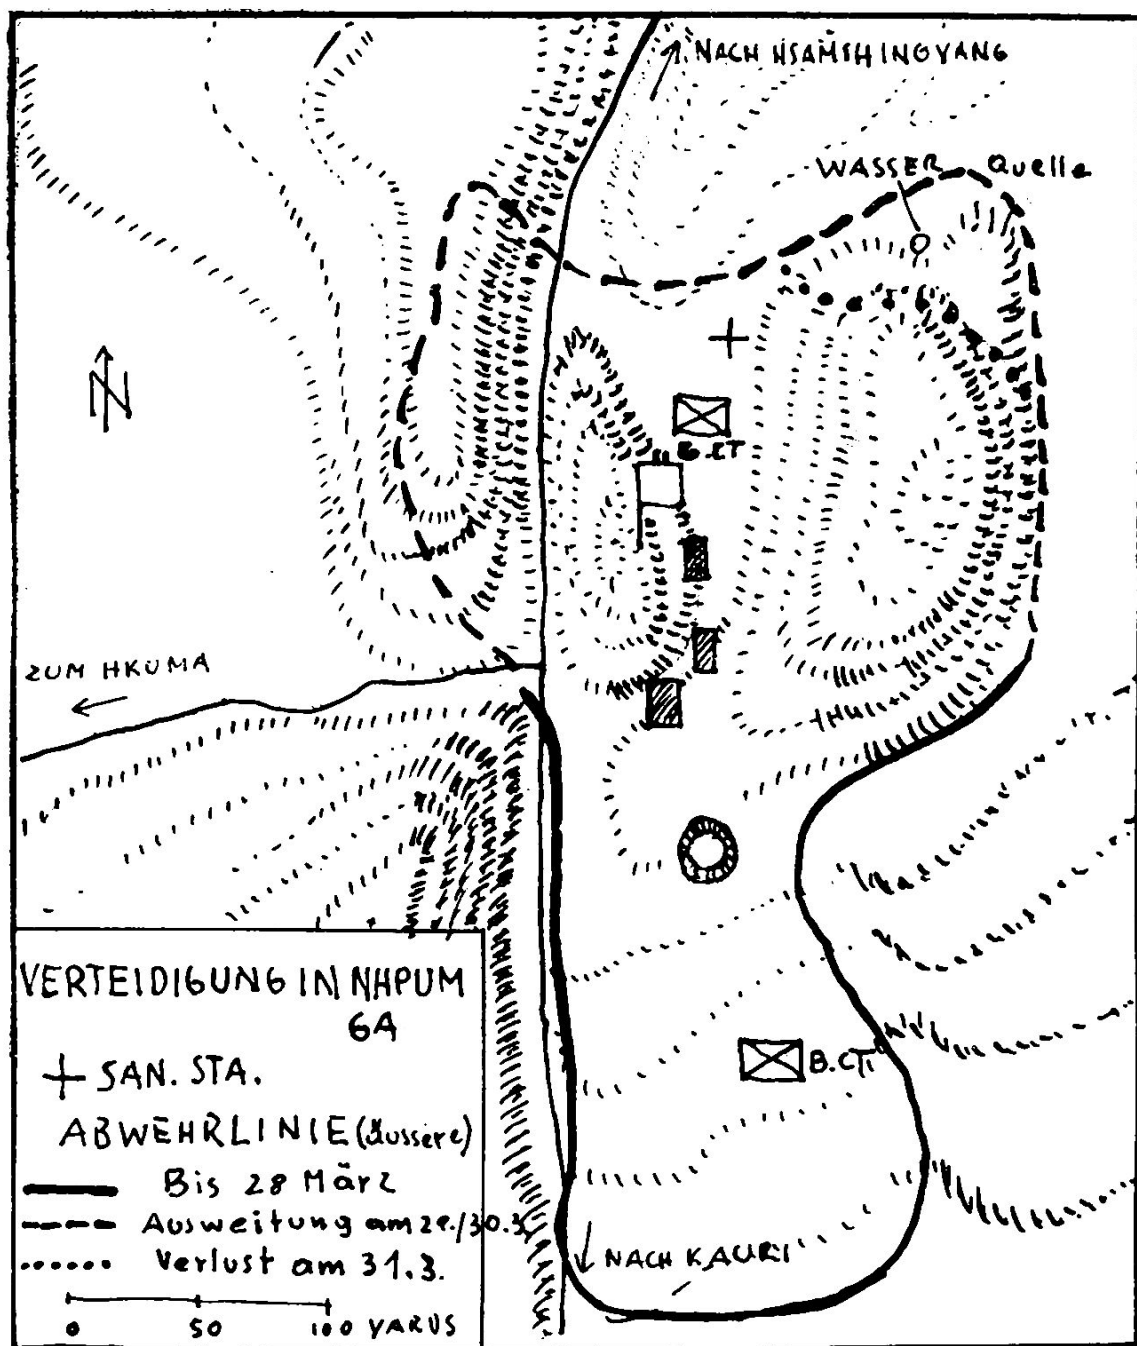 NACH HSAMSHINGYANG
WASSER Quelle
N
B.CT
ZUM HKUMA
VERTEIDIGUNG IN NHPUM
GA
SAN. STA.
B.CT.
ABWEHRLINIE (äussere)
Bis 28 März
Ausweitung am 29./30.3.
NACH KAURI
Verlust am 31.3.
0 50 100 YARDS